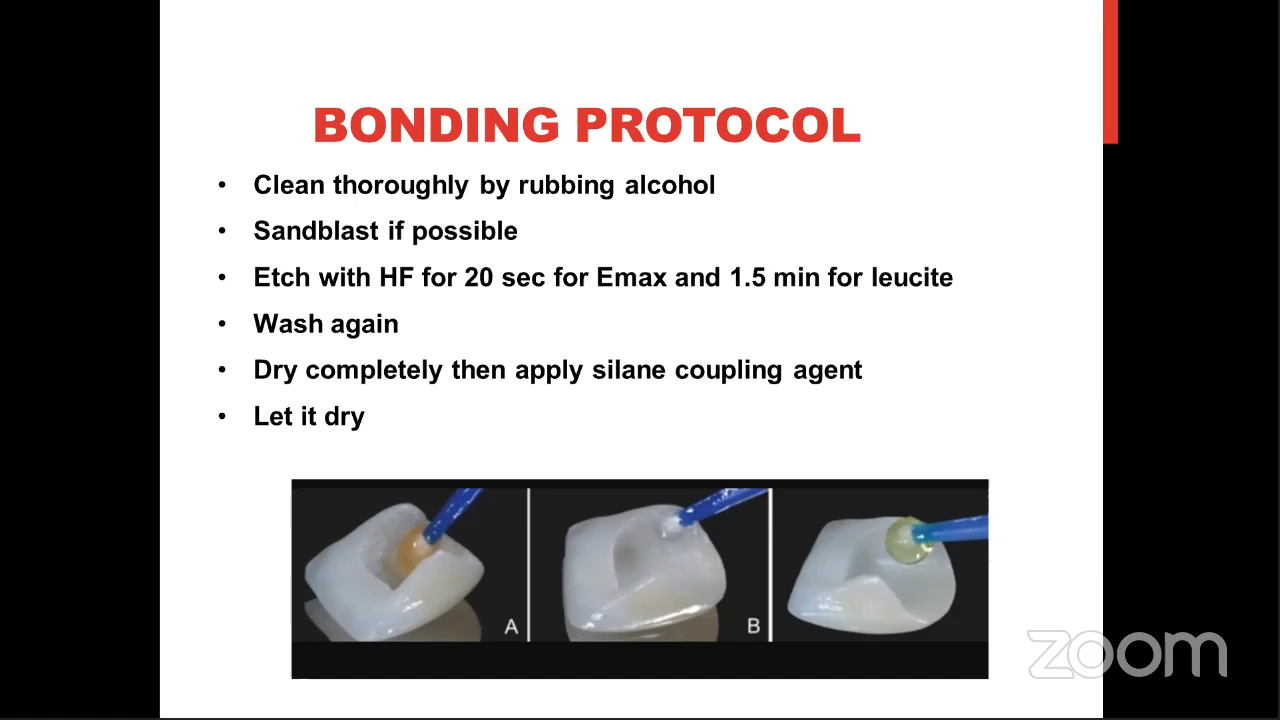 BONDING PROTOCOL
• Clean thoroughly by rubbing alcohol
• Sandblast if possible
• Etch with HF for 20 sec for Emax and 1.5 min for leucite
• Wash again
• Dry completely then apply silane coupling agent
• Let it dry
A
B
zoom